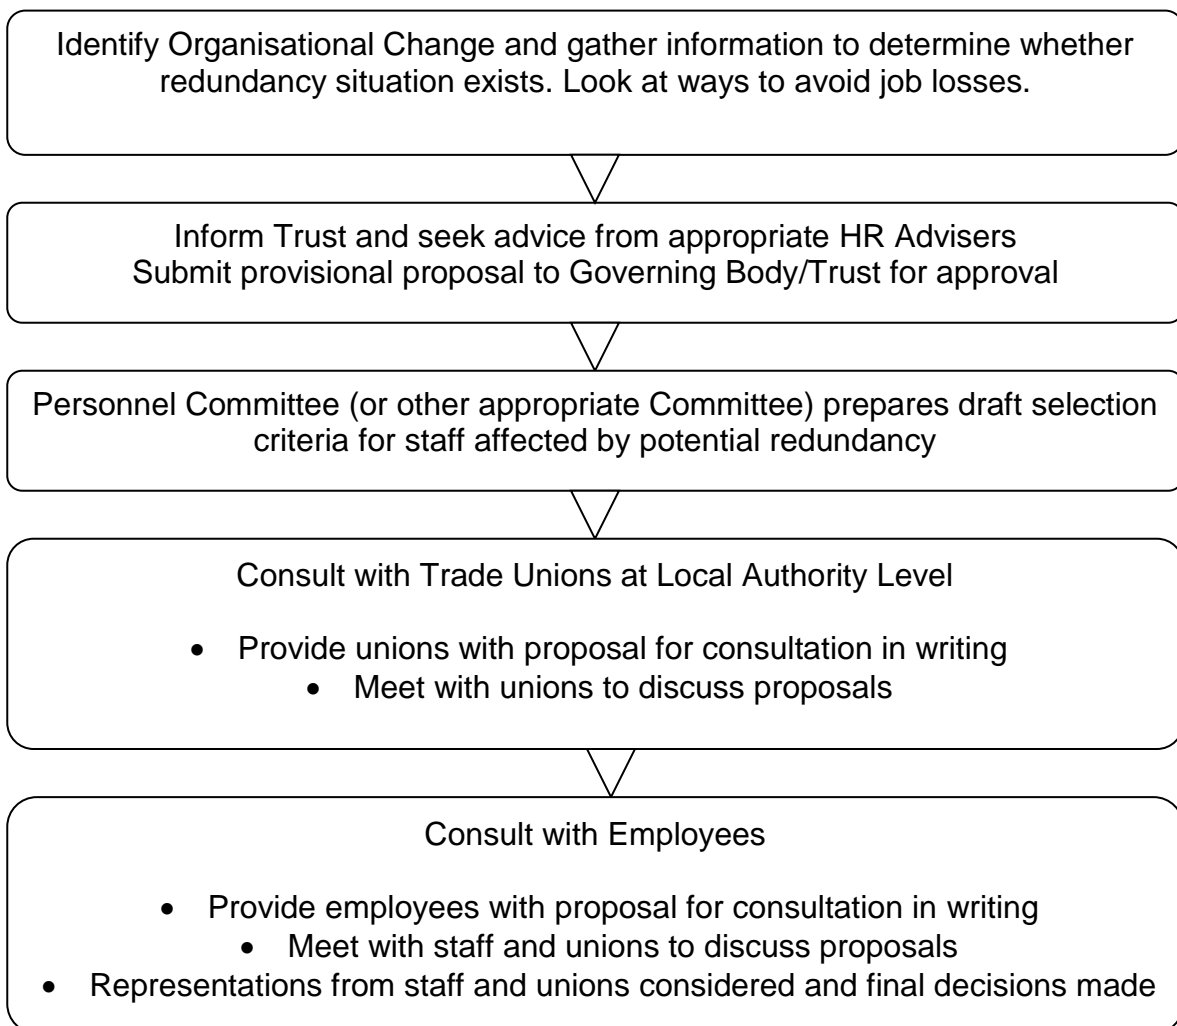 Identify Organisational Change and gather information to determine whether
redundancy situation exists. Look at ways to avoid job losses.
Inform Trust and seek advice from appropriate HR Advisers
Submit provisional proposal to Governing Body/Trust for approval
Personnel Committee (or other appropriate Committee) prepares draft selection
criteria for staff affected by potential redundancy
Consult with Trade Unions at Local Authority Level
• Provide unions with proposal for consultation in writing
• Meet with unions to discuss proposals
Consult with Employees
• Provide employees with proposal for consultation in writing
• Meet with staff and unions to discuss proposals
• Representations from staff and unions considered and final decisions made